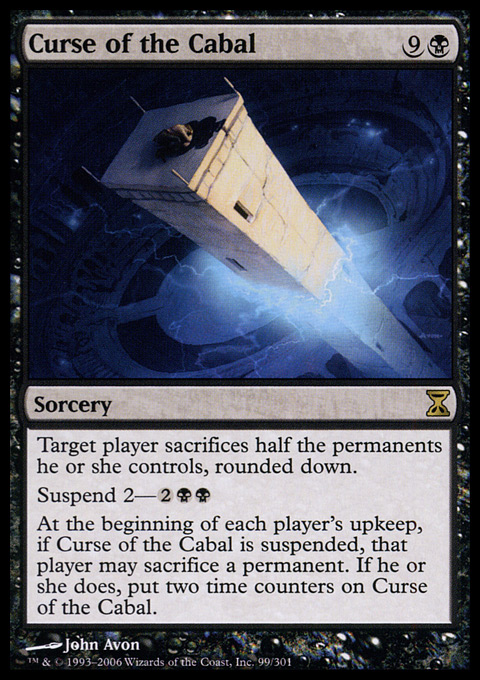 Curse of the Cabal 9
Sorcery
Target player sacrifices half the permanents
he or she controls, rounded down.
Suspend 2—2
At the beginning of each player's upkeep,
if Curse of the Cabal is suspended, that
player may sacrifice a permanent. If he or
she does, put two time counters on Curse
of the Cabal.
John Avon
™ & © 1993–2006 Wizards of the Coast, Inc. 99/301